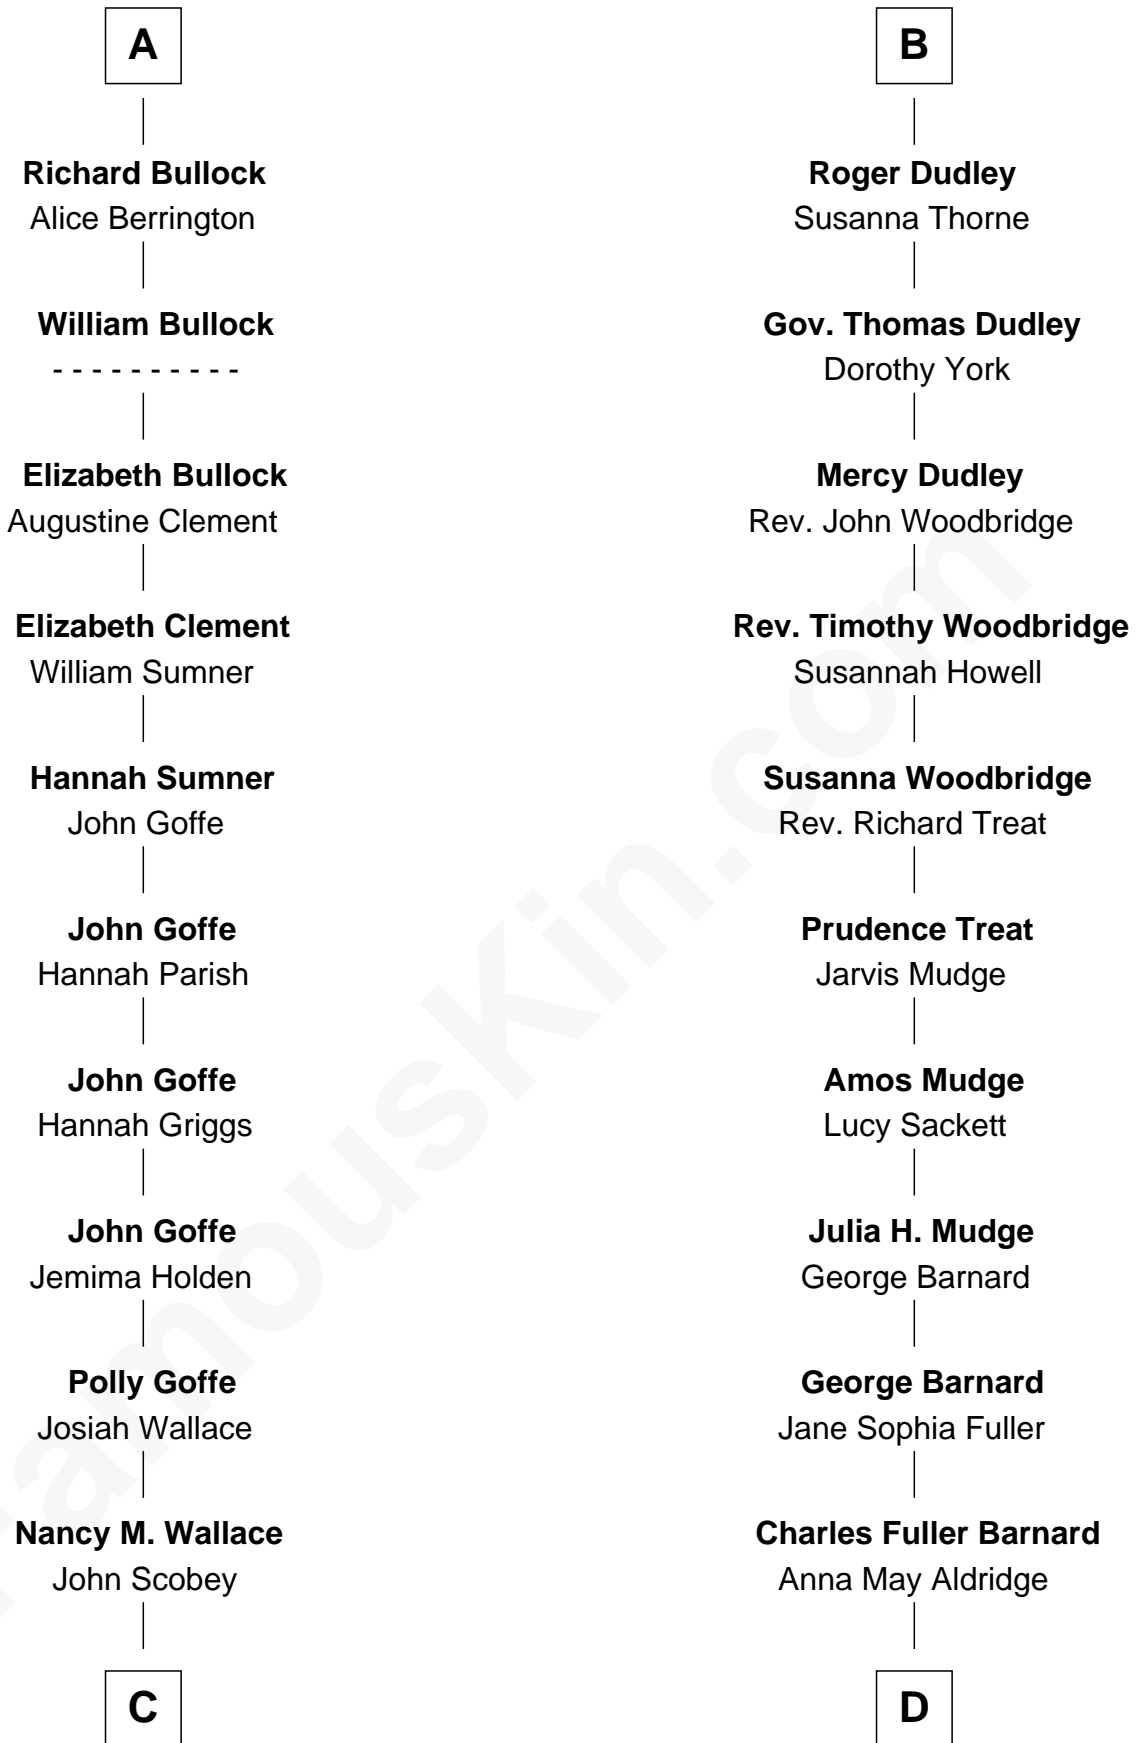 A
Richard Bullock
Alice Berrington
William Bullock
- - - - - - - - - -
Elizabeth Bullock
Augustine Clement
Elizabeth Clement
William Sumner
Hannah Sumner
John Goffe
John Goffe
Hannah Parish
John Goffe
Hannah Griggs
John Goffe
Jemima Holden
Polly Goffe
Josiah Wallace
Nancy M. Wallace
John Scobey
C
B
Roger Dudley
Susanna Thorne
Gov. Thomas Dudley
Dorothy York
Mercy Dudley
Rev. John Woodbridge
Rev. Timothy Woodbridge
Susannah Howell
Susanna Woodbridge
Rev. Richard Treat
Prudence Treat
Jarvis Mudge
Amos Mudge
Lucy Sackett
Julia H. Mudge
George Barnard
George Barnard
Jane Sophia Fuller
Charles Fuller Barnard
Anna May Aldridge
D
FamousKin.com